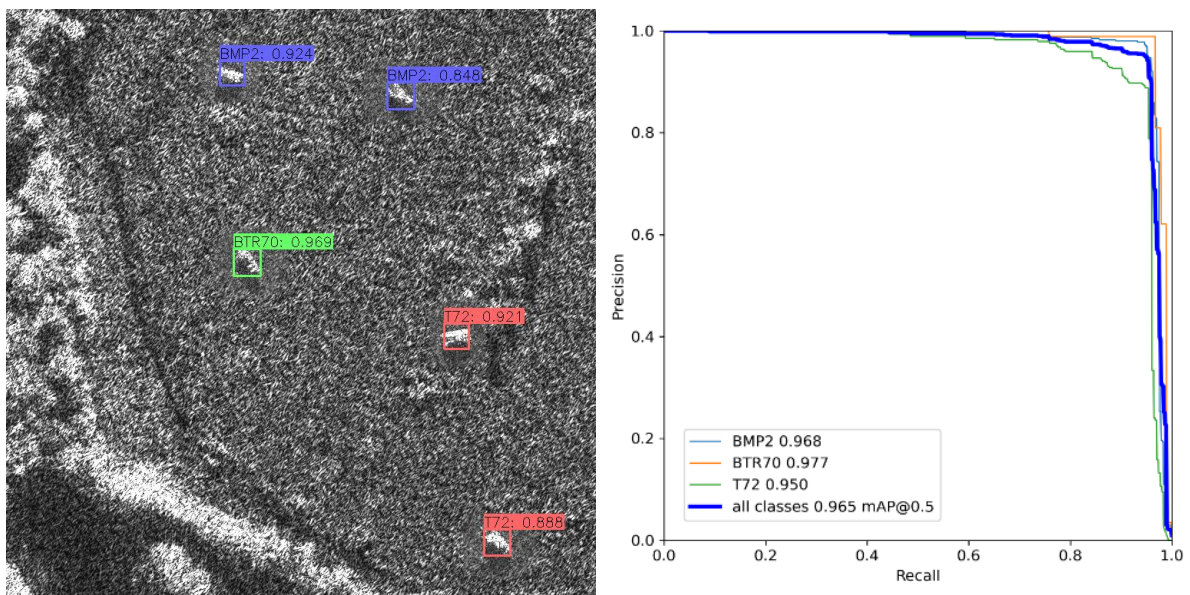 BMP2: 0.924
BMP2: 0.848
BTR70: 0.969
T72: 0.921
T72: 0.888
1.0
0.8
0.6
0.4
0.2
0.0
Precision
BMP2 0.968
BTR70 0.977
T72 0.950
all classes 0.965 mAP@0.5
0.0 0.2 0.4 0.6 0.8 1.0
Recall